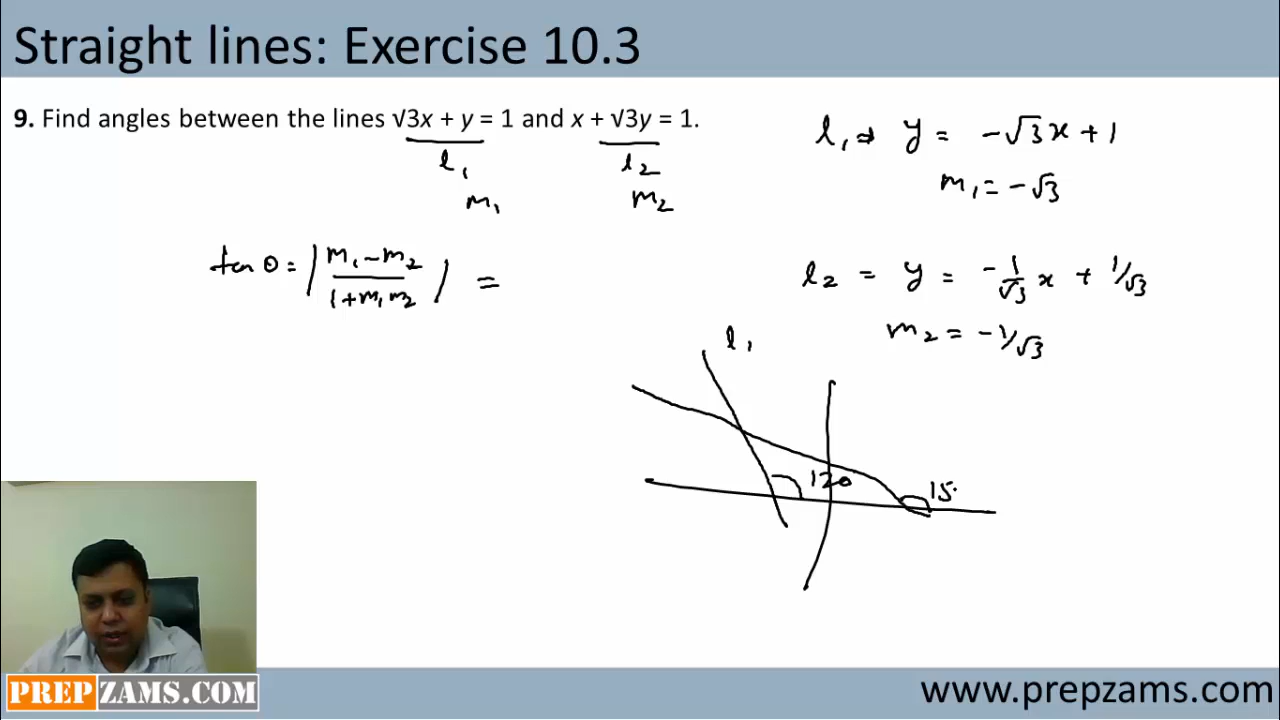 Straight lines: Exercise 10.3
9. Find angles between the lines √3x + y = 1 and x + √3y = 1.
l₁ l₂
m₁ m₂
l₁ ⇒ y = -√3x + 1
m₁ = -√3
tan θ = | m₁ - m₂ / 1 + m₁ m₂ | =
l₂ = y = - 1/√3 x + 1/√3
m₂ = -1/√3
l₁
120
15
PREPZAMS.COM
www.prepzams.com